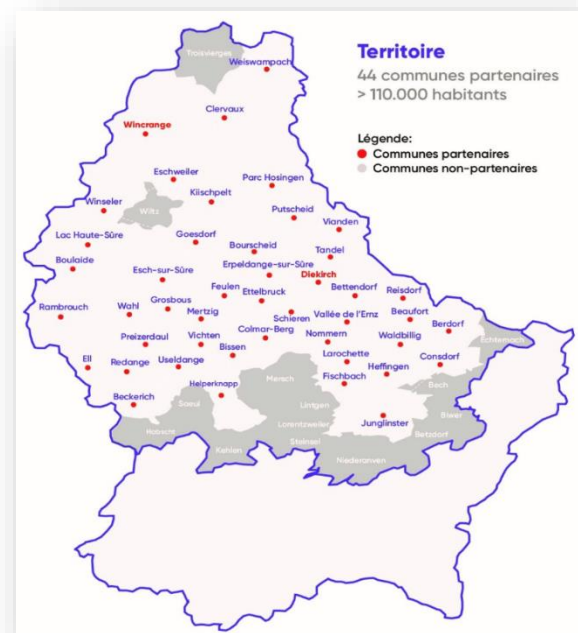 Territoire
44 communes partenaires
> 110.000 habitants
Légende:
Communes partenaires
Communes non-partenaires
Troisvierges
Weiswampach
Clervaux
Wincrange
Eschweiler
Parc Hosingen
Kiischpelt
Winseler
Wiltz
Putscheid
Vianden
Lac Haute-Sûre
Goesdorf
Bourscheid
Tandel
Boulaide
Erpeldange-sur-Sûre
Esch-sur-Sûre
Diekirch
Feulen
Ettelbruck
Bettendorf
Reisdorf
Rambrouch
Wahl
Grosbous
Mertzig
Schieren
Vallée de l'Ernz
Beaufort
Berdorf
Colmar-Berg
Preizerdaul
Vichten
Nommern
Waldbillig
Echternach
Bissen
Ell
Redange
Useldange
Larochette
Heffingen
Consdorf
Helperknapp
Mersch
Fischbach
Bech
Beckerich
Saeul
Lintgen
Biwer
Junglinster
Lorentzweiler
Habscht
Betzdorf
Steinsel
Kehlen
Niederanven